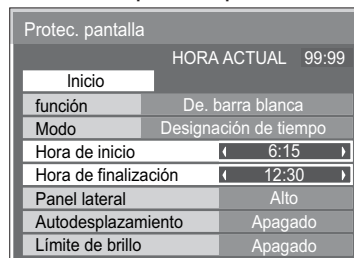 Protec. pantalla
HORA ACTUAL 99:99
Inicio
función De. barra blanca
Modo Designación de tiempo
Hora de inicio 6:15
Hora de finalización 12:30
Panel lateral Alto
Autodesplazamiento Apagado
Límite de brillo Apagado